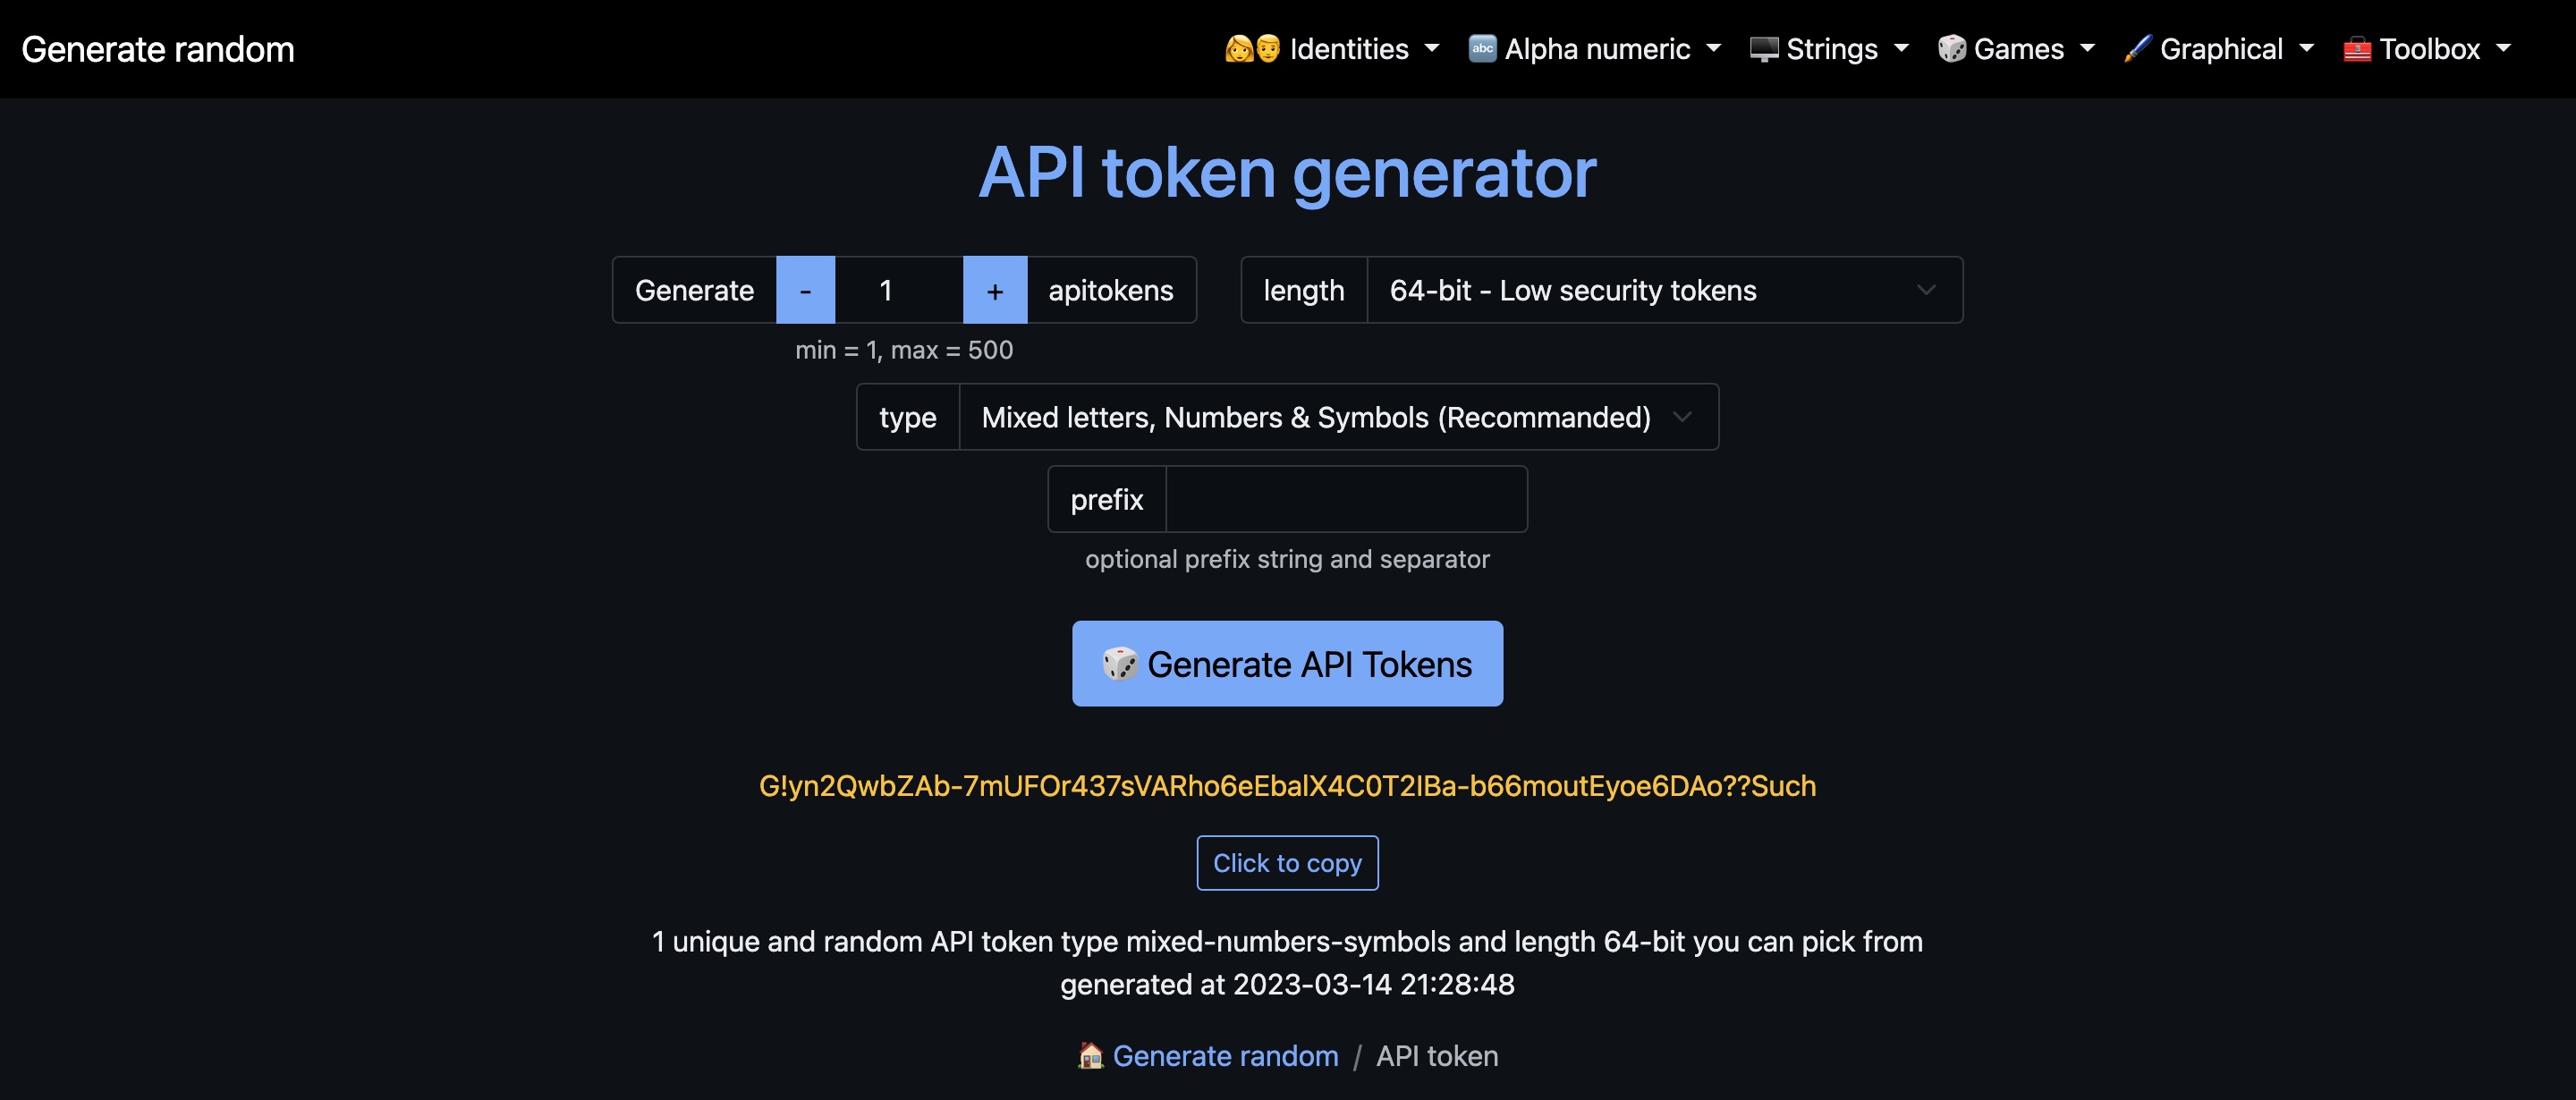 Generate random
Identities
Alpha numeric
Strings
Games
Graphical
Toolbox
API token generator
Generate - 1 + apitokens
length 64-bit - Low security tokens
min = 1, max = 500
type Mixed letters, Numbers & Symbols (Recommanded)
prefix
optional prefix string and separator
Generate API Tokens
G!yn2QwbZAb-7mUFOr437sVARho6eEbalX4C0T2IBa-b66moutEyoe6DAo??Such
Click to copy
1 unique and random API token type mixed-numbers-symbols and length 64-bit you can pick from
generated at 2023-03-14 21:28:48
Generate random / API token